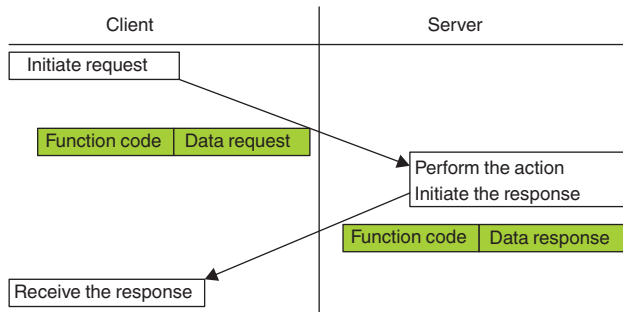 Client
Server
Initiate request
Function code
Data request
Perform the action
Initiate the response
Function code
Data response
Receive the response